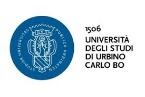 1506
UNIVERSITÀ
DEGLI STUDI
DI URBINO
CARLO BO